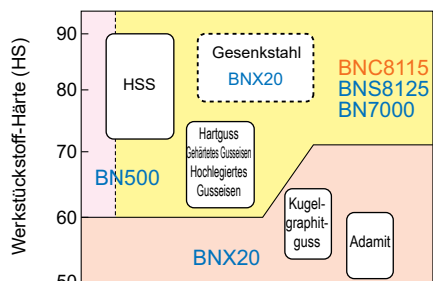 Werkstückstoff-Härte (HS)
90
80
70
60
50
HSS
Gesenkstahl
BNX20
BNC8115
BNS8125
BN7000
Hartguss
Gehärtetes Gusseisen
Hochlegiertes
Gusseisen
BN500
Kugel-
graphit-
guss
Adamit
BNX20